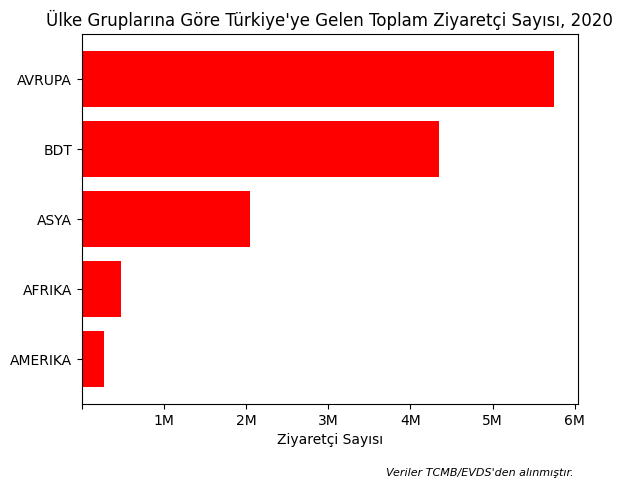 Ülke Gruplarına Göre Türkiye'ye Gelen Toplam Ziyaretçi Sayısı, 2020
AVRUPA
BDT
ASYA
AFRIKA
AMERIKA
1M 2M 3M 4M 5M 6M
Ziyaretçi Sayısı
Veriler TCMB/EVDS'den alınmıştır.